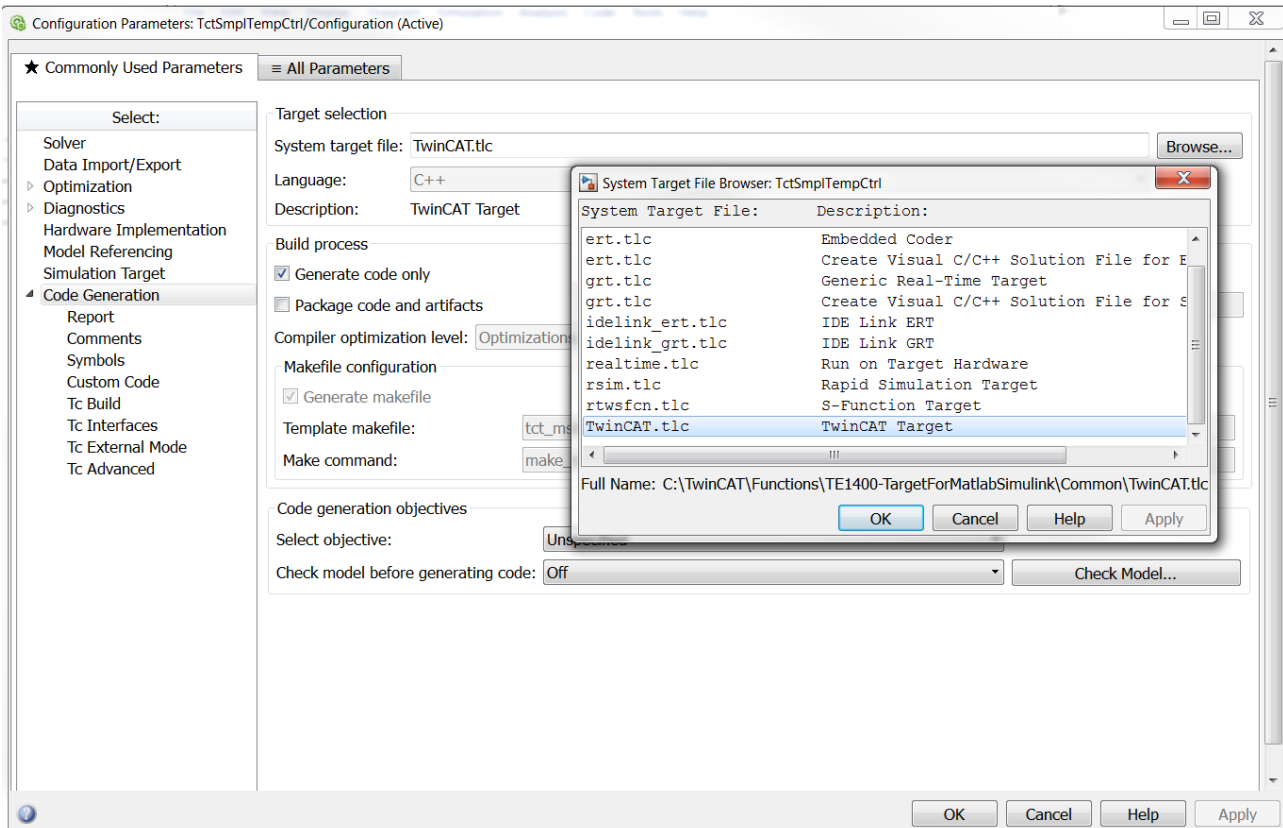 Configuration Parameters: TctSmplTempCtrl/Configuration (Active)
★ Commonly Used Parameters
≡ All Parameters
Select:
Solver
Data Import/Export
Optimization
Diagnostics
Hardware Implementation
Model Referencing
Simulation Target
Code Generation
Report
Comments
Symbols
Custom Code
Tc Build
Tc Interfaces
Tc External Mode
Tc Advanced
Target selection
System target file: TwinCAT.tlc
Browse...
Language: C++
Description: TwinCAT Target
Build process
Generate code only
Package code and artifacts
Compiler optimization level: Optimization
Makefile configuration
Generate makefile
Template makefile: tct_ms
Make command: make_
Code generation objectives
Select objective:
Check model before generating code: Off
Check Model...
System Target File Browser: TctSmplTempCtrl
System Target File: Description:
ert.tlc Embedded Coder
ert.tlc Create Visual C/C++ Solution File for E
grt.tlc Generic Real-Time Target
grt.tlc Create Visual C/C++ Solution File for S
idelink_ert.tlc IDE Link ERT
idelink_grt.tlc IDE Link GRT
realtime.tlc Run on Target Hardware
rsim.tlc Rapid Simulation Target
rtwsfcn.tlc S-Function Target
TwinCAT.tlc TwinCAT Target
Full Name: C:\TwinCAT\Functions\TE1400-TargetForMatlabSimulink\Common\TwinCAT.tlc
OK Cancel Help Apply
OK Cancel Help Apply